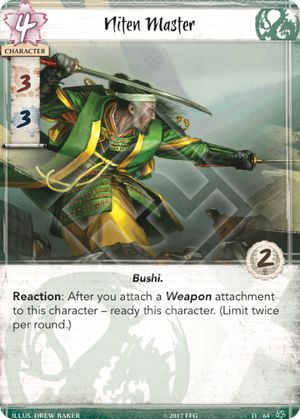 Niten Master
4
CHARACTER
3
3
2
Bushi.
Reaction: After you attach a Weapon attachment
to this character – ready this character. (Limit twice
per round.)
ILLUS. DREW BAKER
©2017 FFG
D 64